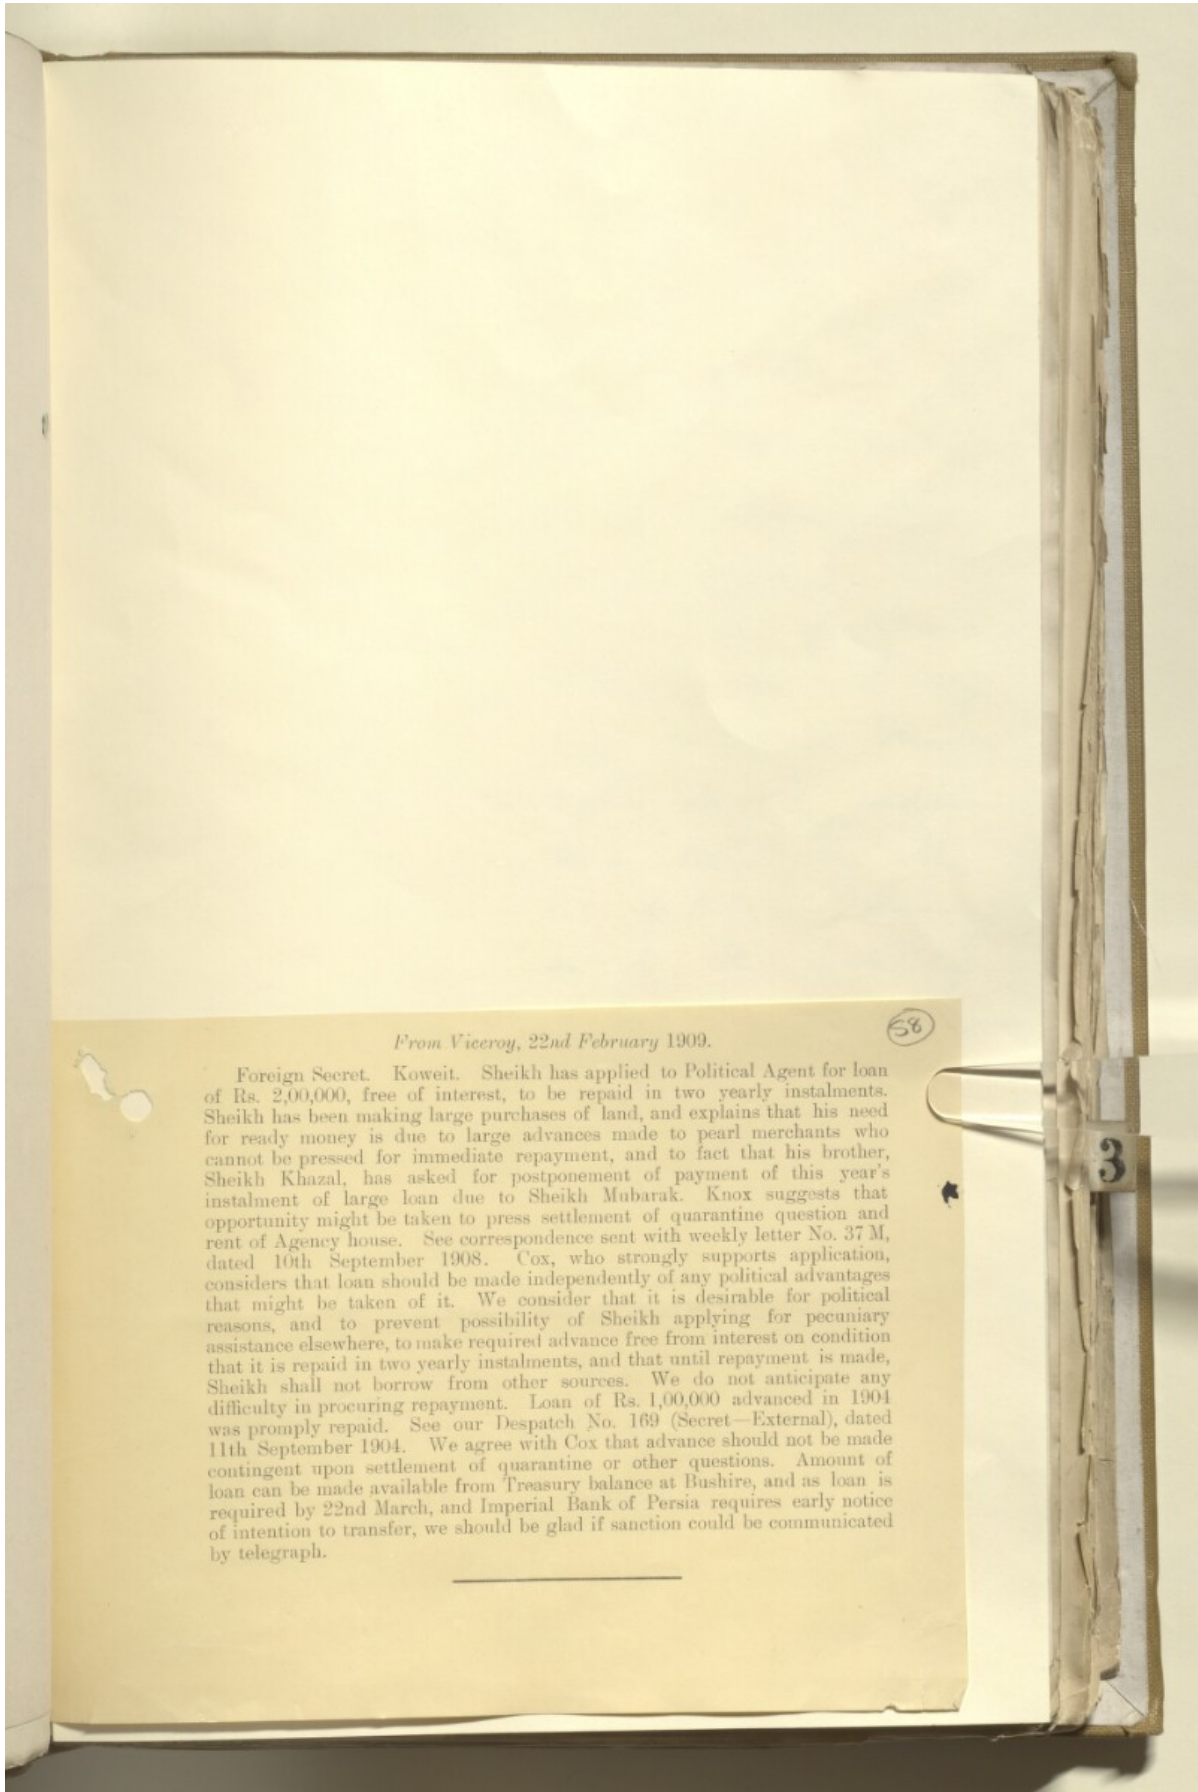 58
From Viceroy, 22nd February 1909.
Foreign Secret. Koweit. Sheikh has applied to Political Agent for loan
of Rs. 2,00,000, free of interest, to be repaid in two yearly instalments.
Sheikh has been making large purchases of land, and explains that his need
for ready money is due to large advances made to pearl merchants who
cannot be pressed for immediate repayment, and to fact that his brother,
Sheikh Khazal, has asked for postponement of payment of this year's
instalment of large loan due to Sheikh Mubarak. Knox suggests that
opportunity might be taken to press settlement of quarantine question and
rent of Agency house. See correspondence sent with weekly letter No. 37 M,
dated 10th September 1908. Cox, who strongly supports application,
considers that loan should be made independently of any political advantages
that might be taken of it. We consider that it is desirable for political
reasons, and to prevent possibility of Sheikh applying for pecuniary
assistance elsewhere, to make required advance free from interest on condition
that it is repaid in two yearly instalments, and that until repayment is made,
Sheikh shall not borrow from other sources. We do not anticipate any
difficulty in procuring repayment. Loan of Rs. 1,00,000 advanced in 1904
was promply repaid. See our Despatch No. 169 (Secret—External), dated
11th September 1904. We agree with Cox that advance should not be made
contingent upon settlement of quarantine or other questions. Amount of
loan can be made available from Treasury balance at Bushire, and as loan is
required by 22nd March, and Imperial Bank of Persia requires early notice
of intention to transfer, we should be glad if sanction could be communicated
by telegraph.
3